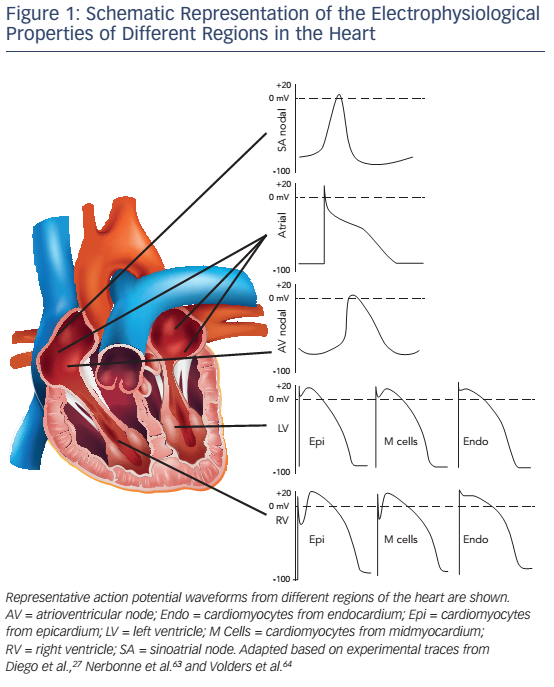 Figure 1: Schematic Representation of the Electrophysiological
Properties of Different Regions in the Heart
+20
0 mV
SA nodal
-100
+20
0 mV
Atrial
-100
+20
0 mV
AV nodal
-100
+20
0 mV
LV
Epi
M cells
Endo
-100
+20
0 mV
RV
Epi
M cells
Endo
-100
Representative action potential waveforms from different regions of the heart are shown.
AV = atrioventricular node; Endo = cardiomyocytes from endocardium; Epi = cardiomyocytes
from epicardium; LV = left ventricle; M Cells = cardiomyocytes from midmyocardium;
RV = right ventricle; SA = sinoatrial node. Adapted based on experimental traces from
Diego et al.,²⁷ Nerbonne et al.⁶³ and Volders et al.⁶⁴